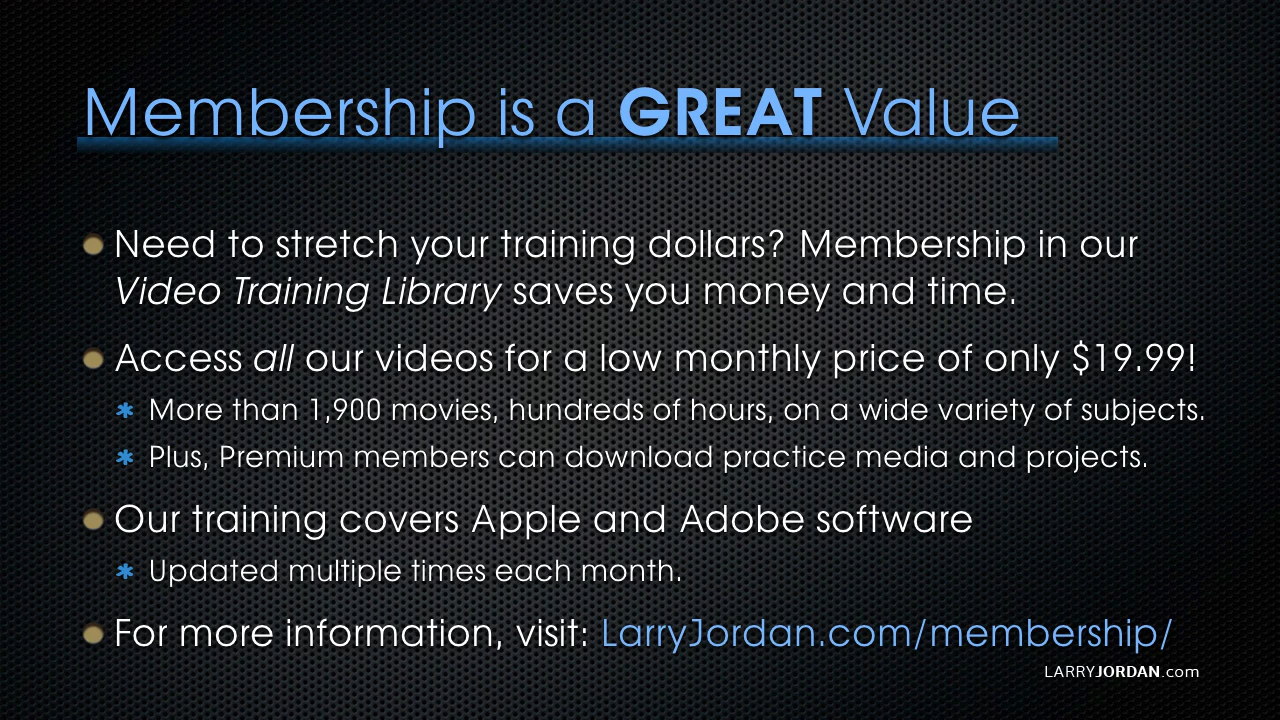 Membership is a GREAT Value
Need to stretch your training dollars? Membership in our
Video Training Library saves you money and time.
Access all our videos for a low monthly price of only $19.99!
More than 1,900 movies, hundreds of hours, on a wide variety of subjects.
Plus, Premium members can download practice media and projects.
Our training covers Apple and Adobe software
Updated multiple times each month.
For more information, visit: LarryJordan.com/membership/
LARRYJORDAN.com